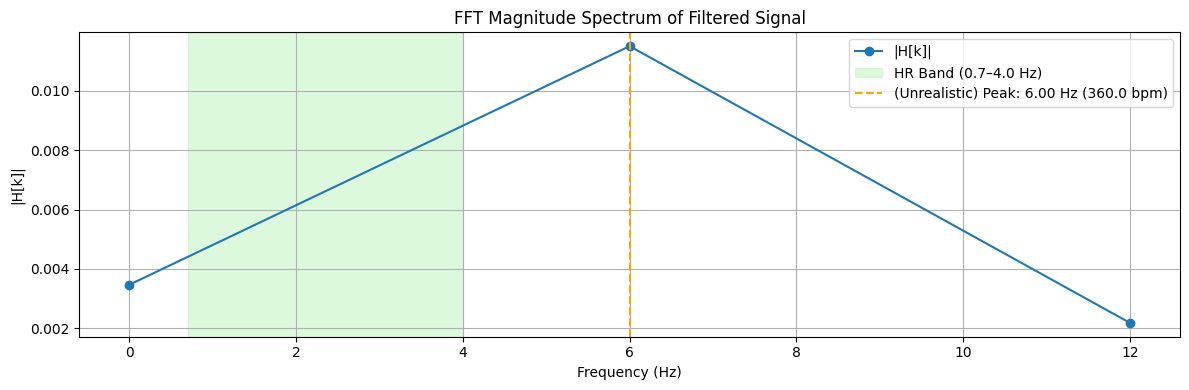 FFT Magnitude Spectrum of Filtered Signal
|H[k]|
HR Band (0.7–4.0 Hz)
(Unrealistic) Peak: 6.00 Hz (360.0 bpm)
0.010
0.008
0.006
0.004
0.002
|H[k]|
0 2 4 6 8 10 12
Frequency (Hz)